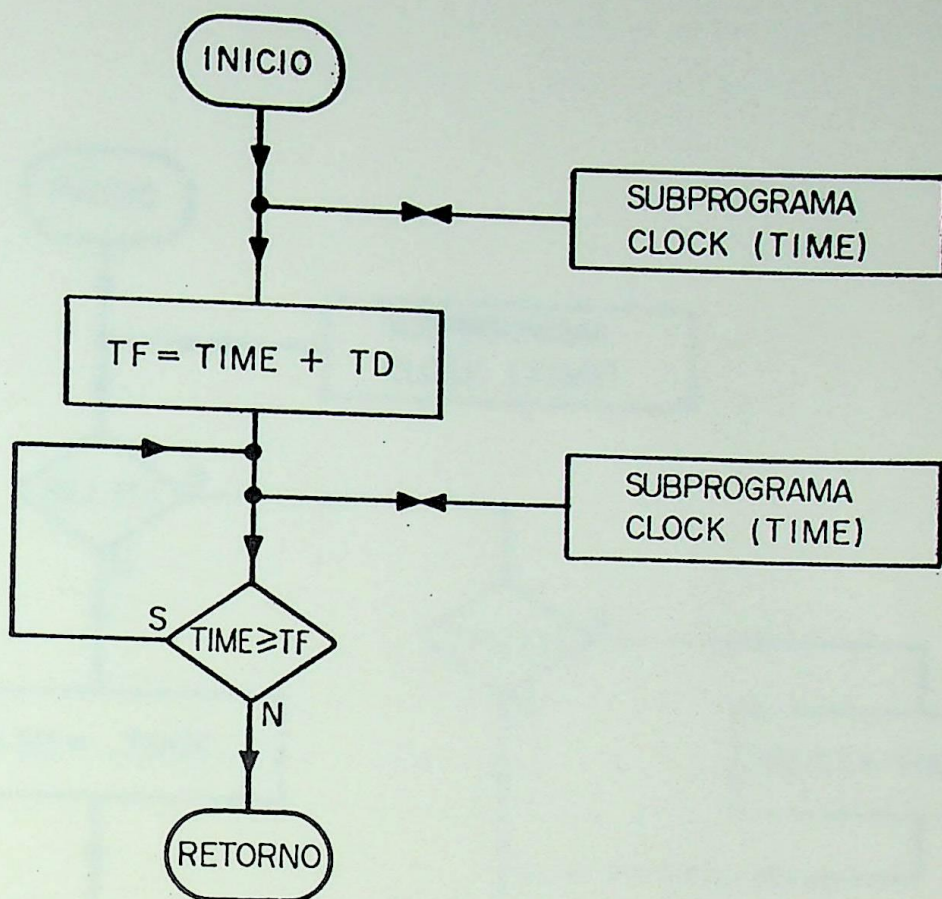 INICIO
SUBPROGRAMA
CLOCK (TIME)
TF = TIME + TD
SUBPROGRAMA
CLOCK (TIME)
S
TIME≥TF
N
RETORNO